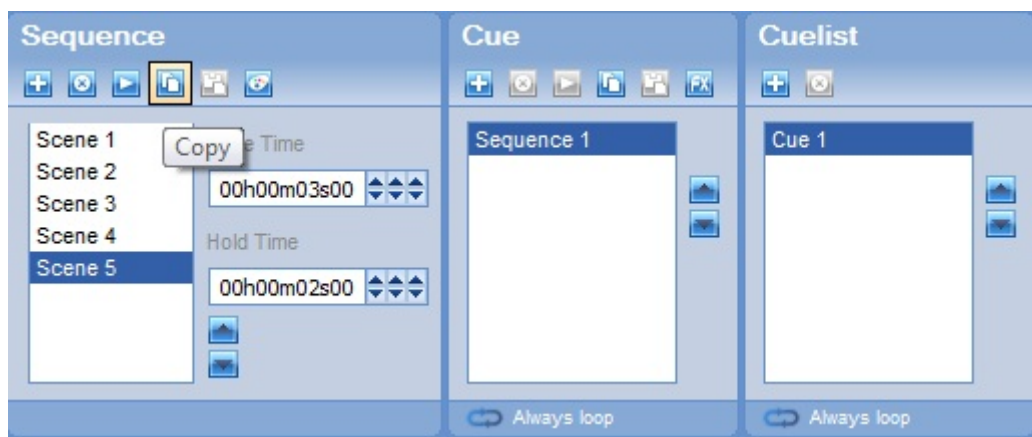 Sequence
Scene 1
Scene 2
Scene 3
Scene 4
Scene 5
Copy
Time
00h00m03s00
Hold Time
00h00m02s00
Cue
FX
Sequence 1
Always loop
Cuelist
Cue 1
Always loop